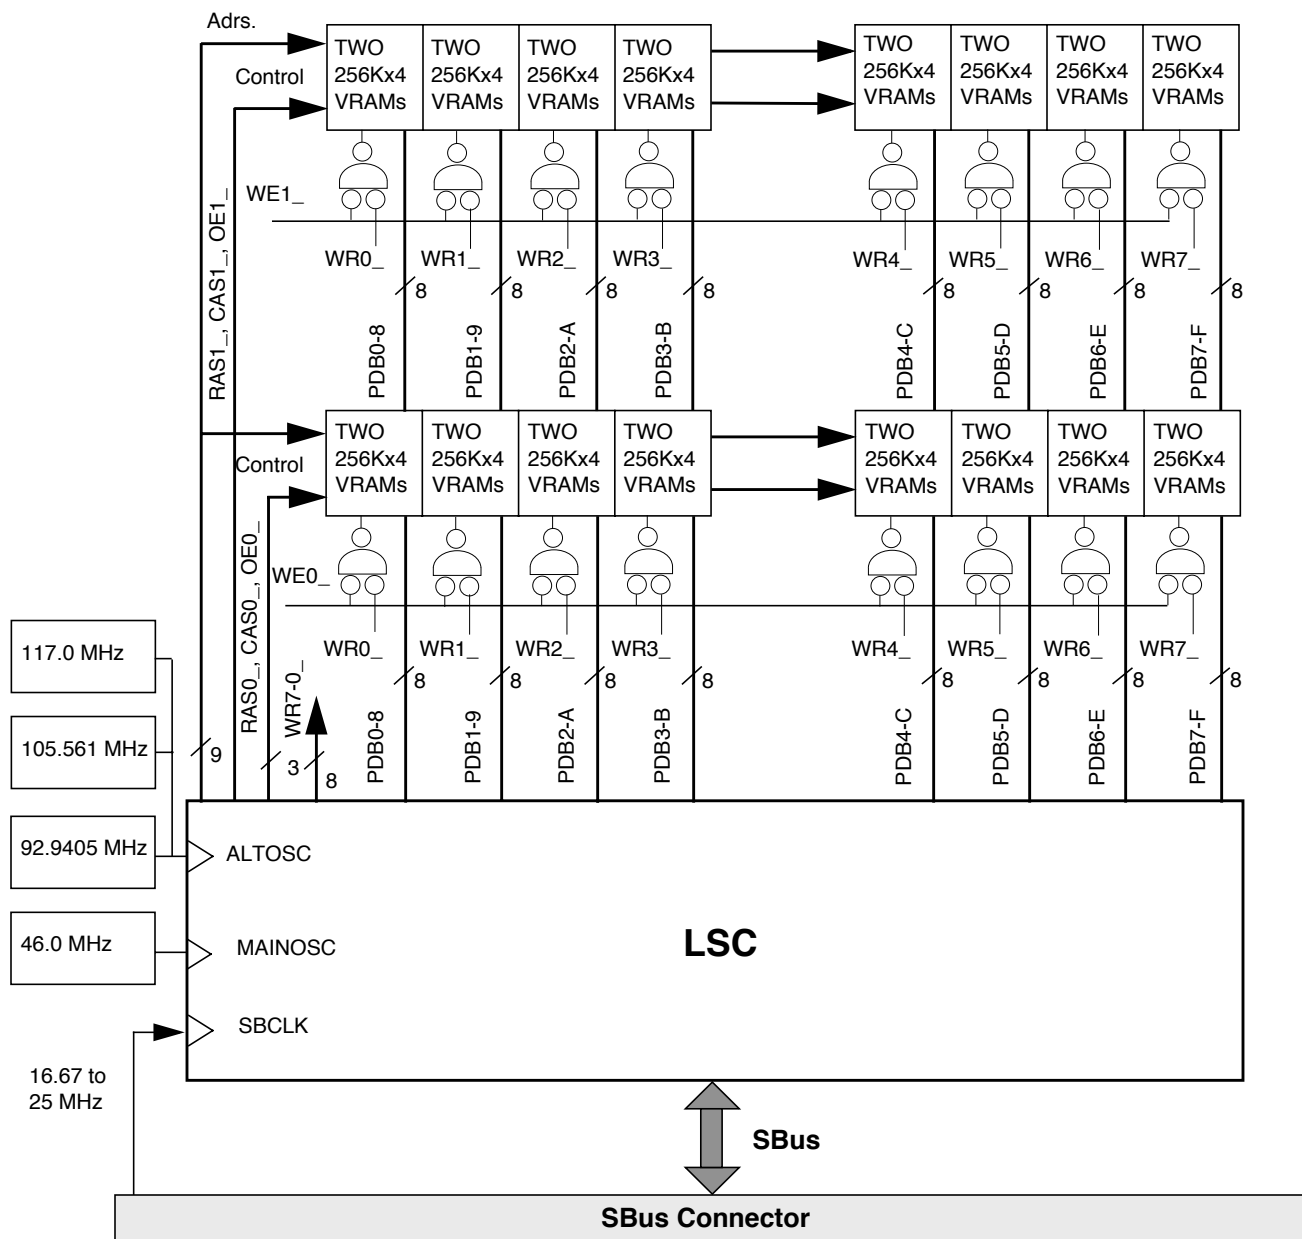 Adrs.
TWO 256Kx4 VRAMs
TWO 256Kx4 VRAMs
TWO 256Kx4 VRAMs
TWO 256Kx4 VRAMs
TWO 256Kx4 VRAMs
TWO 256Kx4 VRAMs
TWO 256Kx4 VRAMs
TWO 256Kx4 VRAMs
Control
RAS1_, CAS1_, OE1_
WE1_
WR0_ WR1_ WR2_ WR3_ WR4_ WR5_ WR6_ WR7_
8 8 8 8 8 8 8 8
PDB0-8 PDB1-9 PDB2-A PDB3-B PDB4-C PDB5-D PDB6-E PDB7-F
TWO 256Kx4 VRAMs
TWO 256Kx4 VRAMs
TWO 256Kx4 VRAMs
TWO 256Kx4 VRAMs
TWO 256Kx4 VRAMs
TWO 256Kx4 VRAMs
TWO 256Kx4 VRAMs
TWO 256Kx4 VRAMs
Control
RAS0_, CAS0_, OE0_
WE0_
WR0_ WR1_ WR2_ WR3_ WR4_ WR5_ WR6_ WR7_
8 8 8 8 8 8 8 8
WR7-0_
PDB0-8 PDB1-9 PDB2-A PDB3-B PDB4-C PDB5-D PDB6-E PDB7-F
9 3 8
117.0 MHz
105.561 MHz
92.9405 MHz
ALTOSC
46.0 MHz
MAINOSC
LSC
SBCLK
16.67 to
25 MHz
SBus
SBus Connector